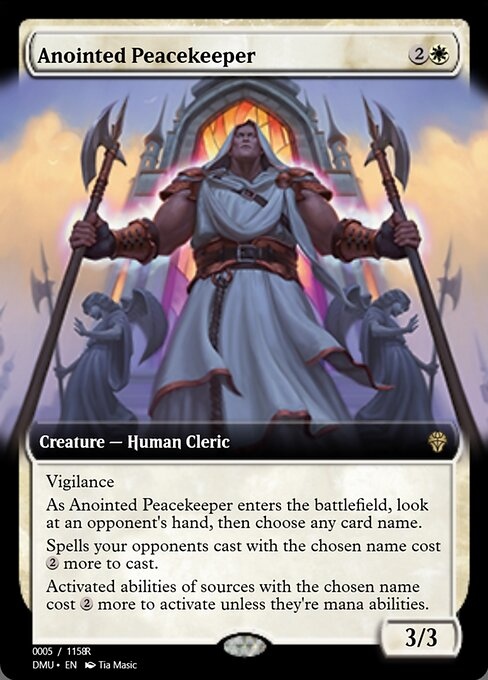 Anointed Peacekeeper 2
Creature — Human Cleric
Vigilance
As Anointed Peacekeeper enters the battlefield, look
at an opponent's hand, then choose any card name.
Spells your opponents cast with the chosen name cost
2 more to cast.
Activated abilities of sources with the chosen name
cost 2 more to activate unless they're mana abilities.
3/3
0005 / 1158R
DMU • EN Tia Masic